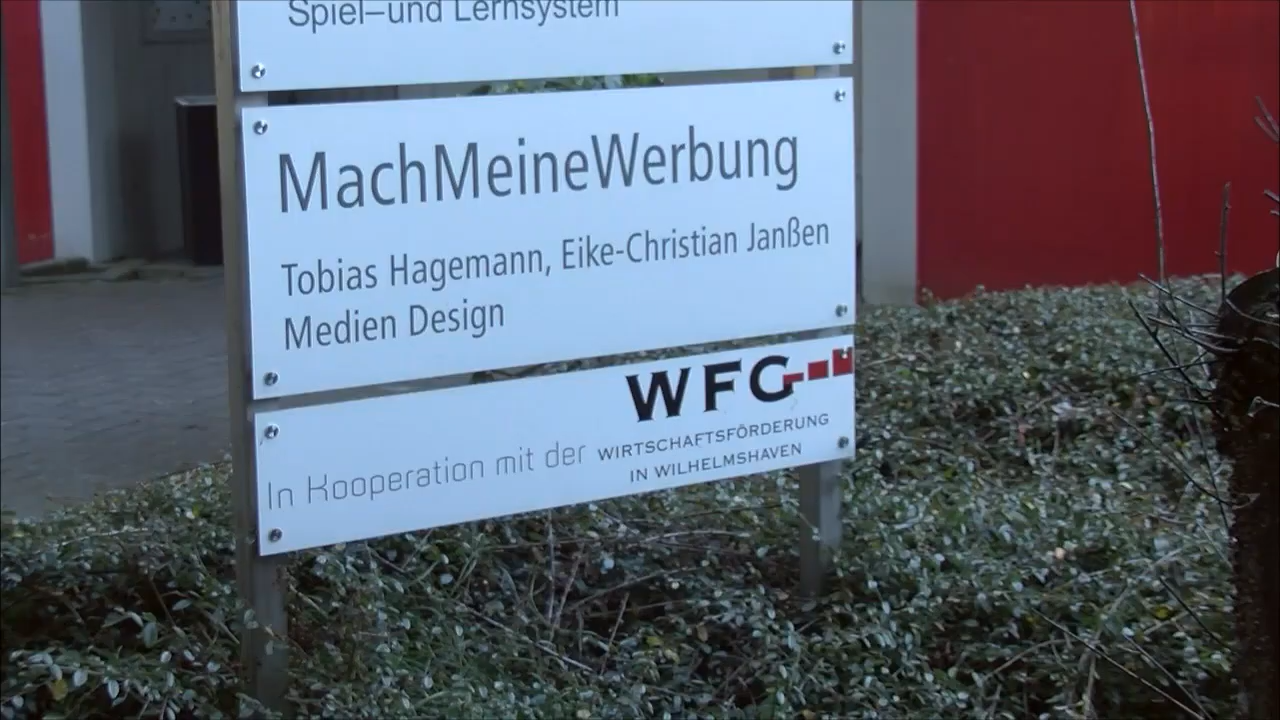 Spiel–und Lernsystem
MachMeineWerbung
Tobias Hagemann, Eike-Christian Janßen
Medien Design
WFG
In Kooperation mit der WIRTSCHAFTSFÖRDERUNG
IN WILHELMSHAVEN